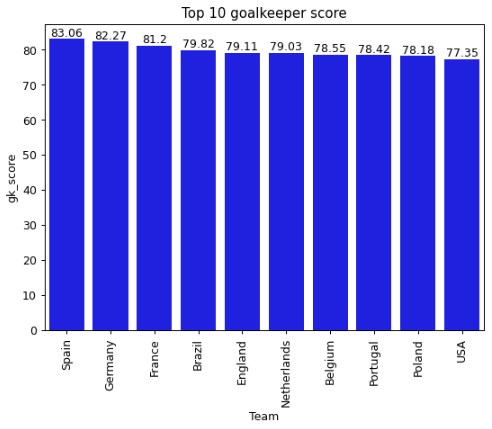 Top 10 goalkeeper score
83.06 82.27 81.2 79.82 79.11 79.03 78.55 78.42 78.18 77.35
80
70
60
50
40
30
20
10
0
gk_score
Spain Germany France Brazil England Netherlands Belgium Portugal Poland USA
Team